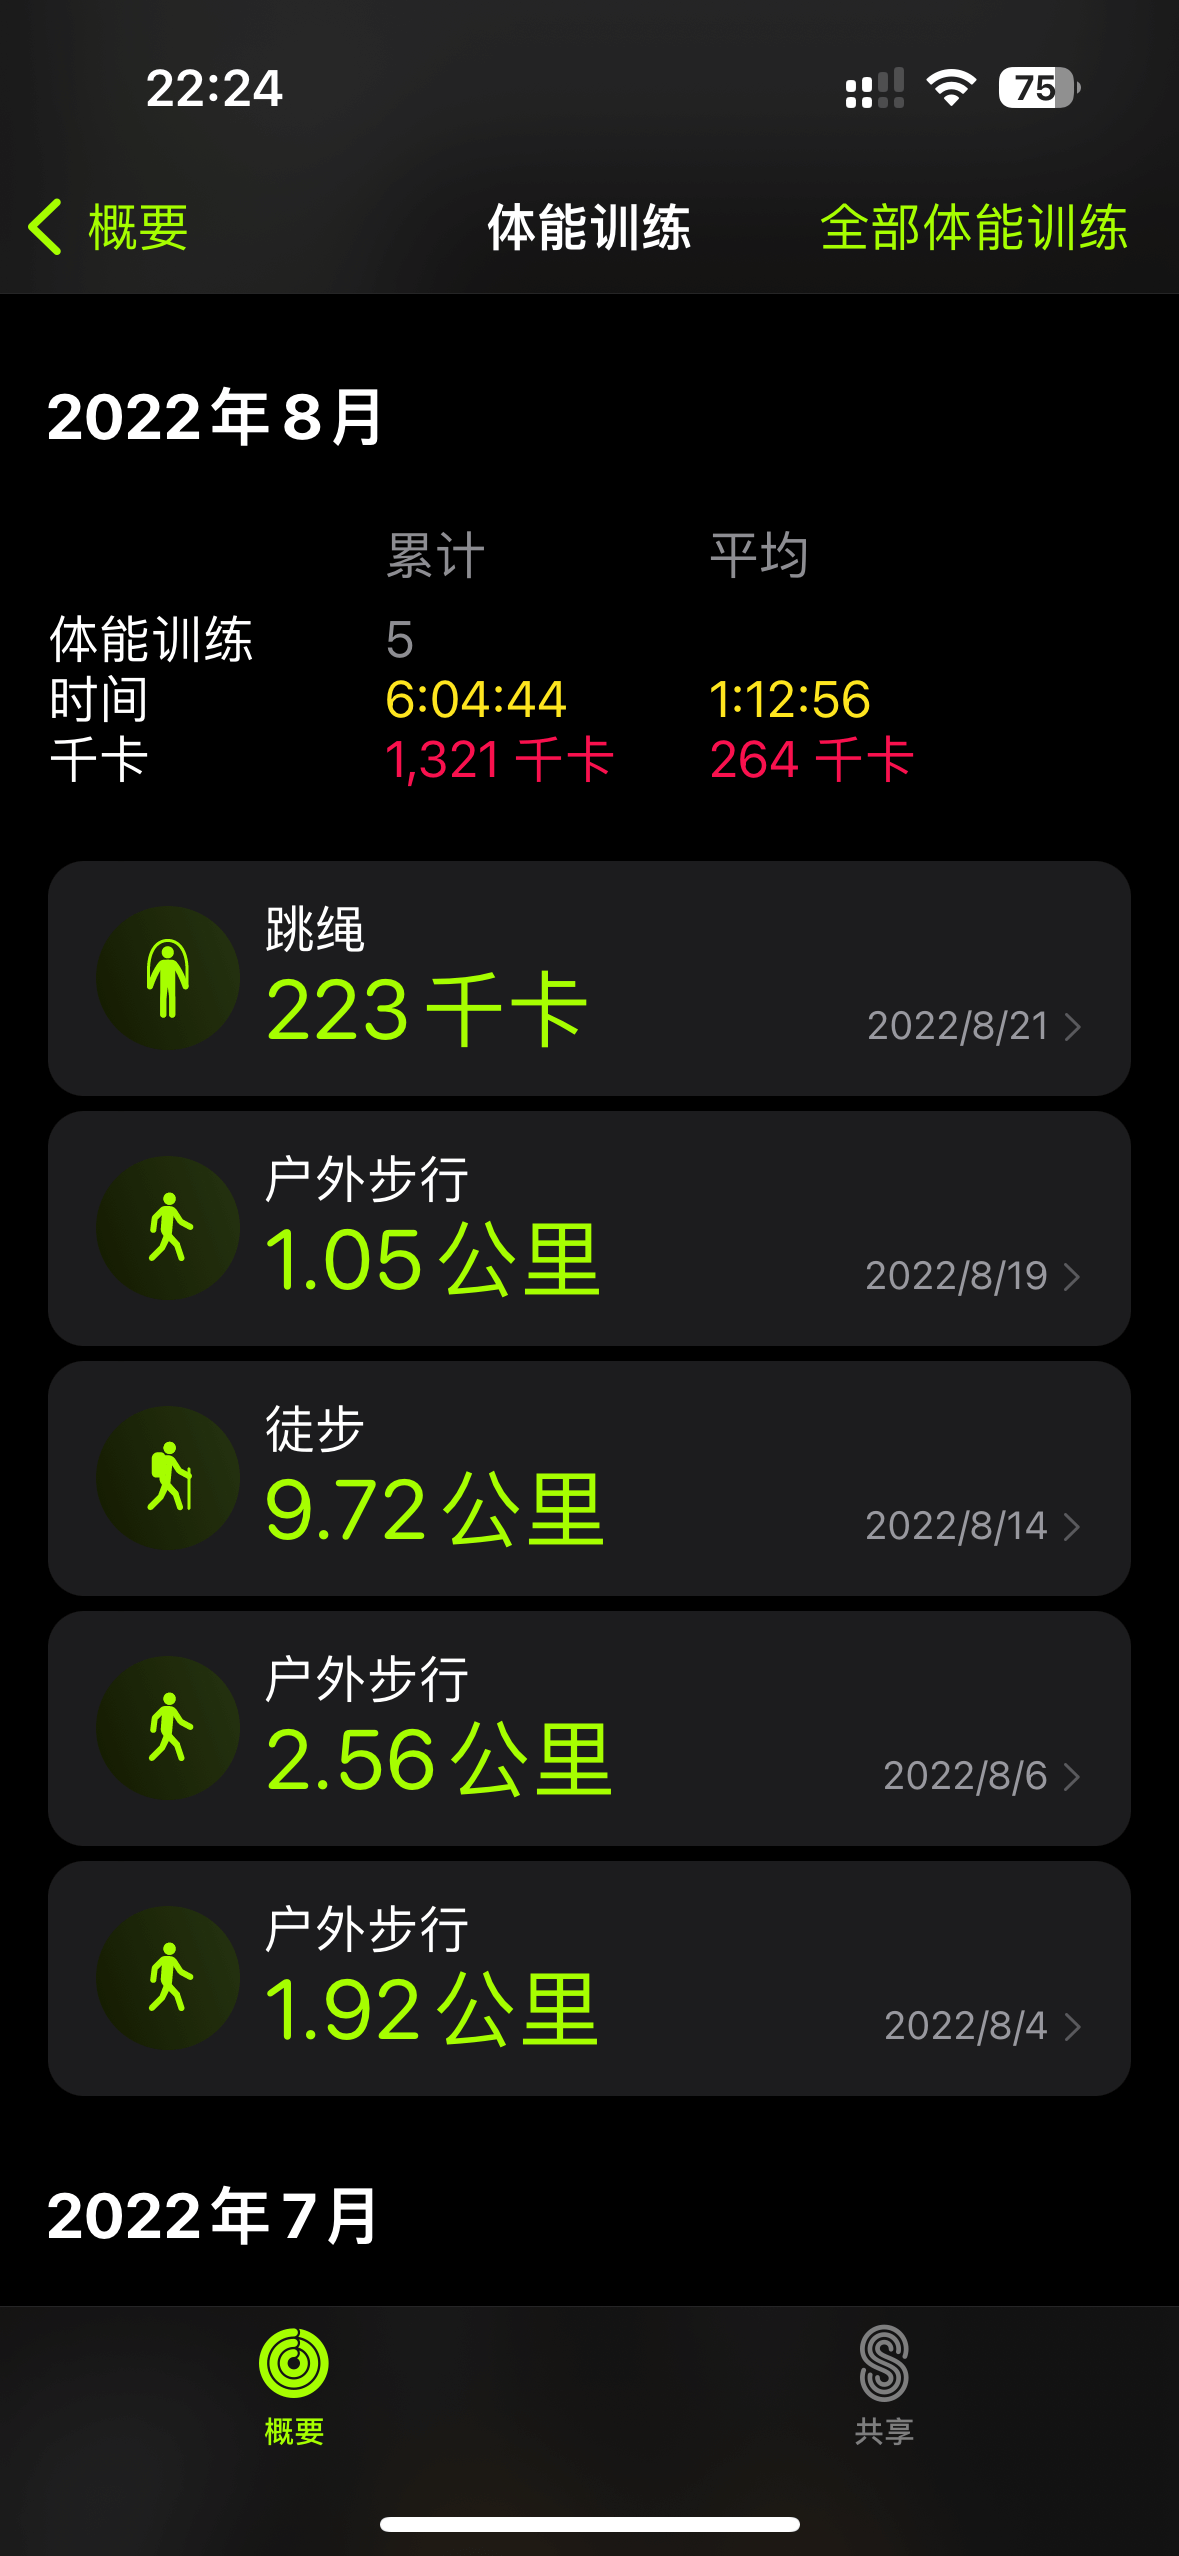 22:24
75
概要 体能训练 全部体能训练
2022年8月
累计 平均
体能训练 5
时间 6:04:44 1:12:56
千卡 1,321 千卡 264 千卡
跳绳
223千卡
2022/8/21
户外步行
1.05公里
2022/8/19
徒步
9.72公里
2022/8/14
户外步行
2.56公里
2022/8/6
户外步行
1.92公里
2022/8/4
2022年7月
概要 共享